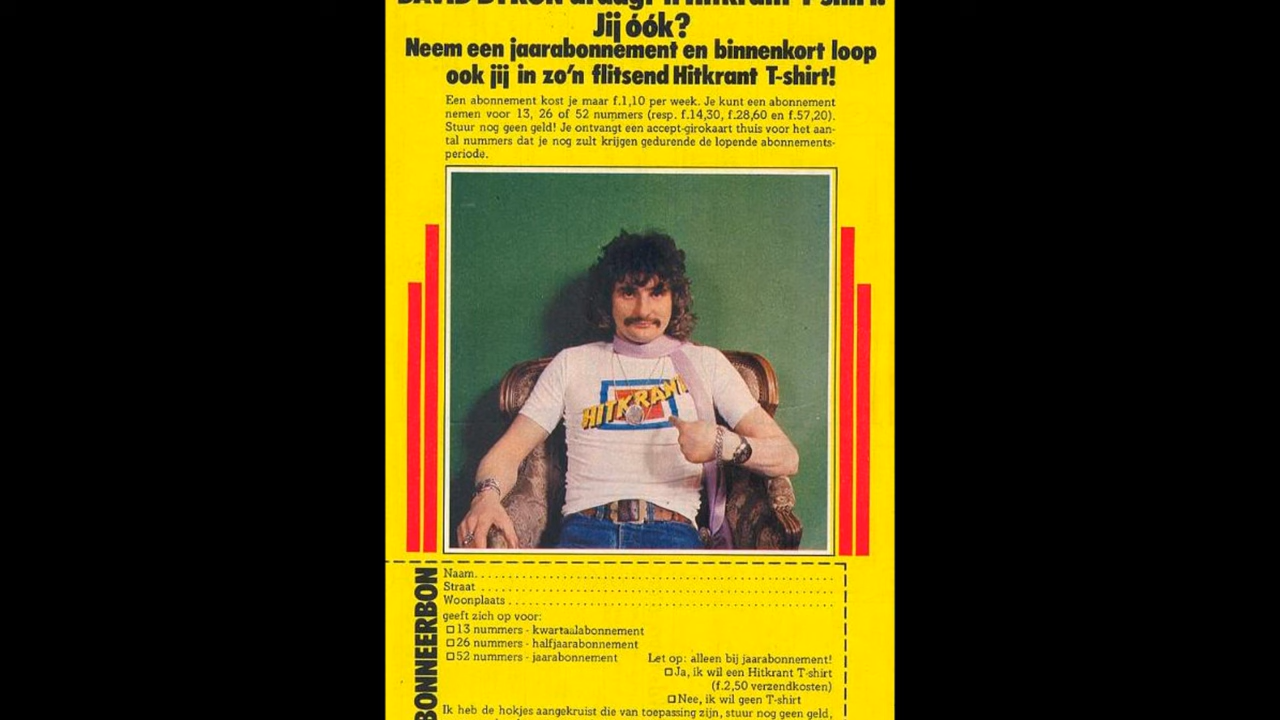 DAVID BYRON draagt 'n Hitkrant T-shirt.
Jij óók?
Neem een jaarabonnement en binnenkort loop
ook jij in zo'n flitsend Hitkrant T-shirt!
Een abonnement kost je maar f.1,10 per week. Je kunt een abonnement
nemen voor 13, 26 of 52 nummers (resp. f.14,30, f.28,60 en f.57,20).
Stuur nog geen geld! Je ontvangt een accept-girokaart thuis voor het aan-
tal nummers dat je nog zult krijgen gedurende de lopende abonnements-
periode.
HITKRANT
BONNEERBON
Naam
Straat
Woonplaats
geeft zich op voor:
13 nummers - kwartaalabonnement
26 nummers - halfjaarabonnement
52 nummers - jaarabonnement
Let op: alleen bij jaarabonnement!
Ja, ik wil een Hitkrant T-shirt
(f.2,50 verzendkosten)
Nee, ik wil geen T-shirt
Ik heb de hokjes aangekruist die van toepassing zijn, stuur nog geen geld,